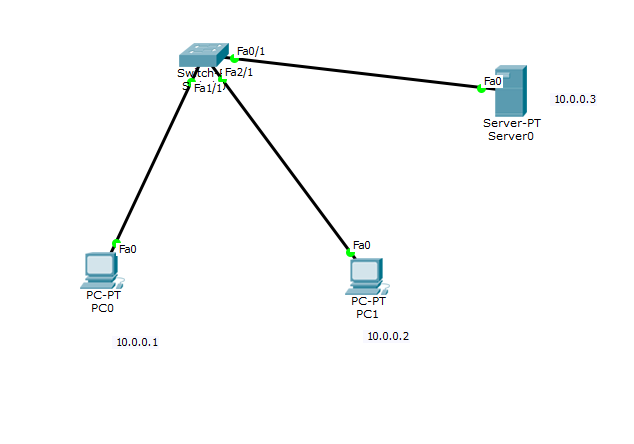 Fa0/1
Switch
Fa2/1
Fa1/1
Fa0
10.0.0.3
Server-PT
Server0
Fa0
PC-PT
PC0
10.0.0.1
Fa0
PC-PT
PC1
10.0.0.2